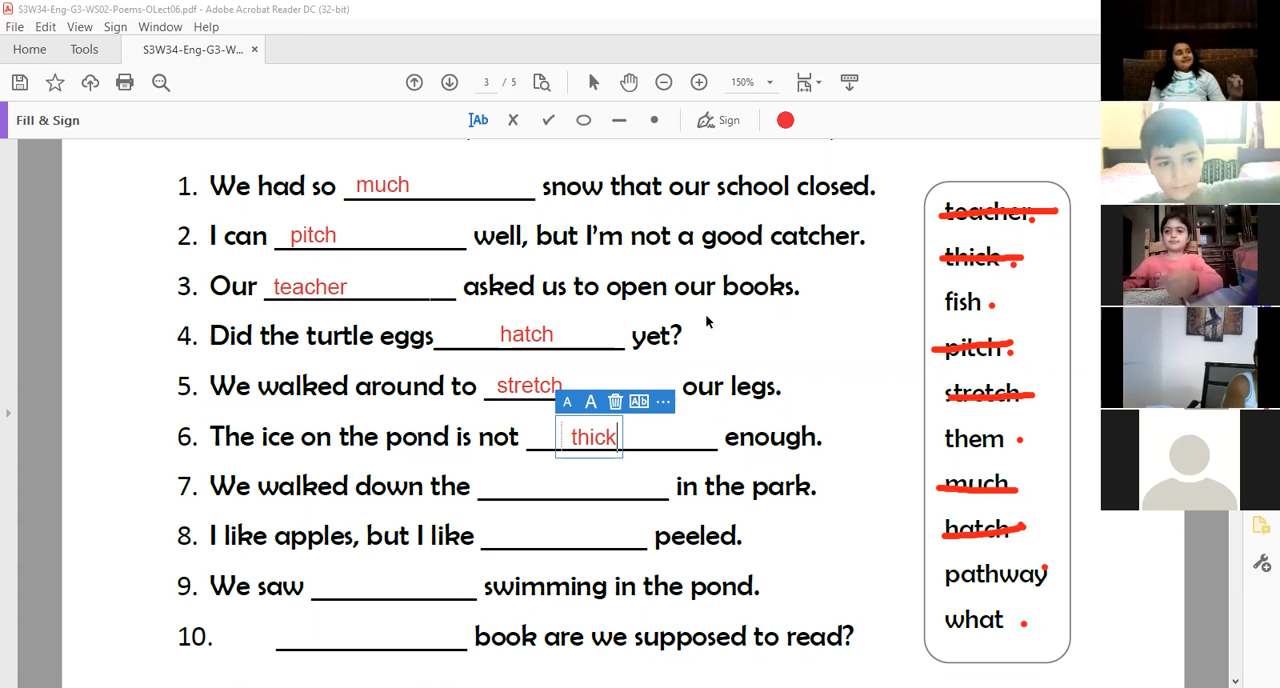 S3W34-Eng-G3-WS02-Poems-OLect06.pdf - Adobe Acrobat Reader DC (32-bit)
File Edit View Sign Window Help
Home Tools S3W34-Eng-G3-W... ×
3 / 5 150%
Fill & Sign Ab Sign
1. We had so much snow that our school closed.
2. I can pitch well, but I'm not a good catcher.
3. Our teacher asked us to open our books.
4. Did the turtle eggs hatch yet?
5. We walked around to stretch our legs.
A A Ab ...
6. The ice on the pond is not thick enough.
7. We walked down the ____________ in the park.
8. I like apples, but I like ____________ peeled.
9. We saw ____________ swimming in the pond.
10. ____________ book are we supposed to read?
teacher
thick
fish
pitch
stretch
them
much
hatch
pathway
what